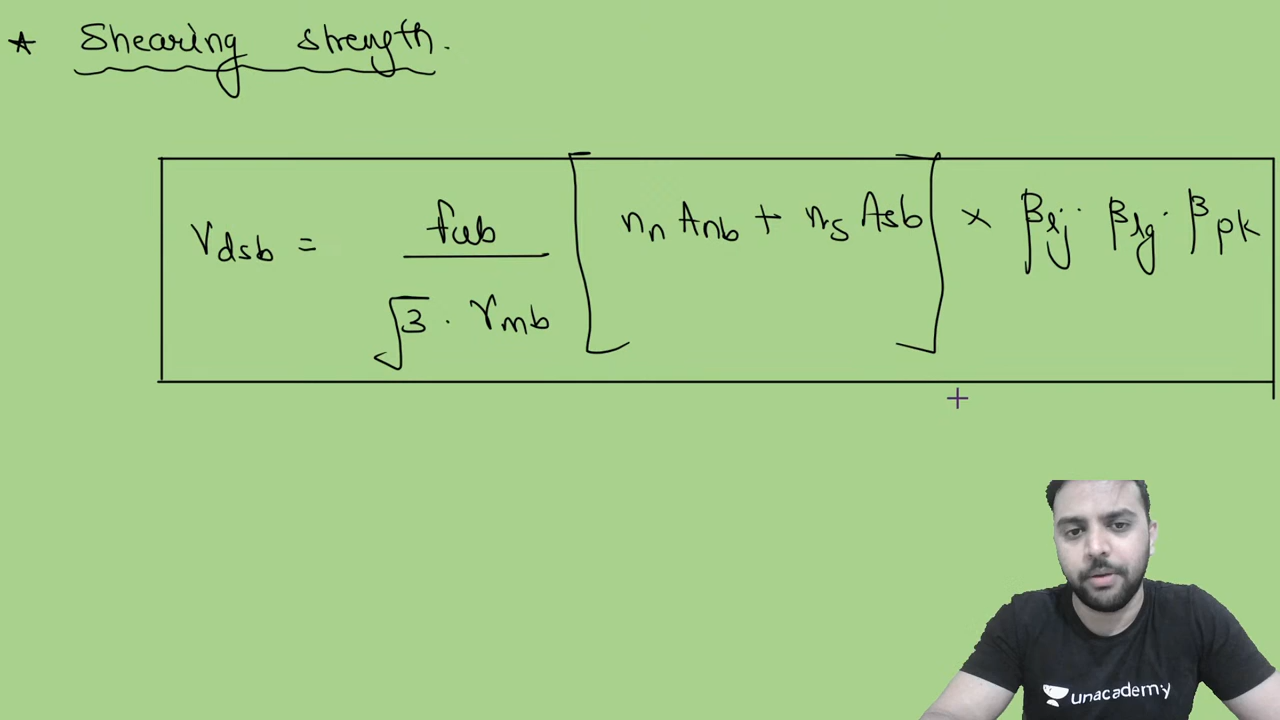 * Shearing strength.
Vdsb = fub / √3 · γmb [ nn Anb + ns Asb ] × βlj · βlg · βpk
unacademy